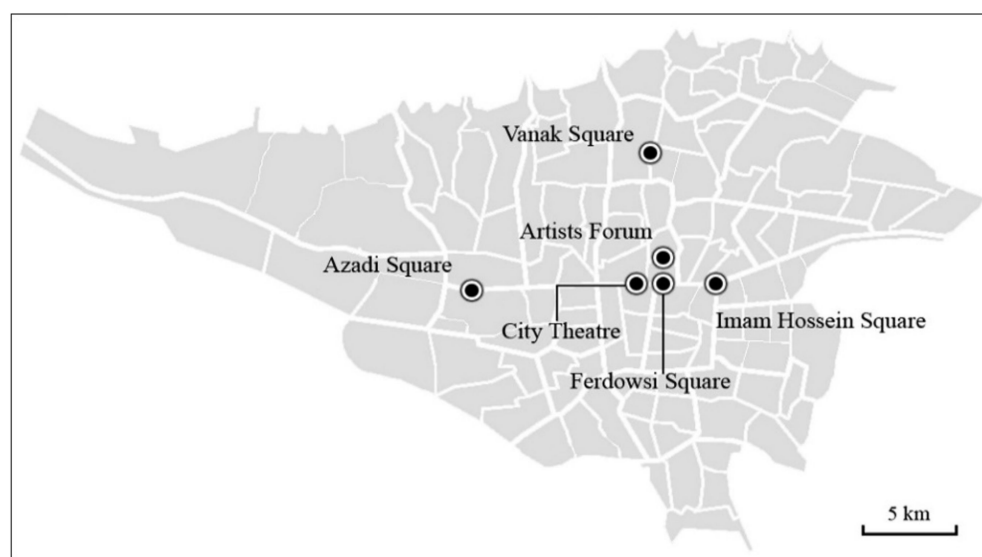 Vanak Square
Artists Forum
Azadi Square
City Theatre
Imam Hossein Square
Ferdowsi Square
5 km